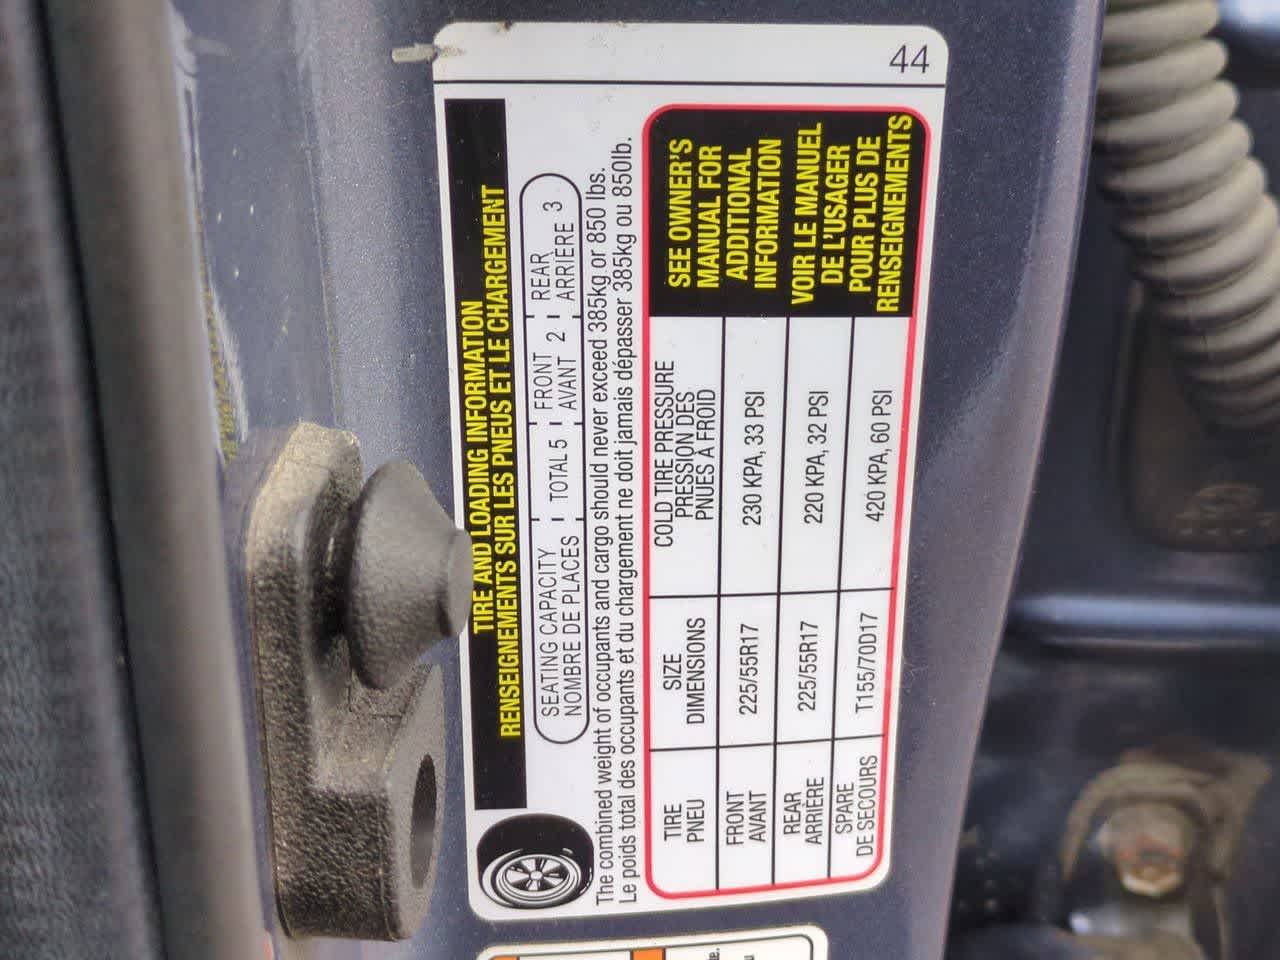 44
TIRE AND LOADING INFORMATION
RENSEIGNEMENTS SUR LES PNEUS ET LE CHARGEMENT
SEATING CAPACITY TOTAL 5 FRONT 2 REAR 3
NOMBRE DE PLACES AVANT ARRIÈRE
The combined weight of occupants and cargo should never exceed 385kg or 850 lbs.
Le poids total des occupants et du chargement ne doit jamais dépasser 385kg ou 850lb.
TIRE SIZE COLD TIRE PRESSURE
PNEU DIMENSIONS PRESSION DES
PNUES À FROID
FRONT 225/55R17 230 KPA, 33 PSI
AVANT
REAR 225/55R17 220 KPA, 32 PSI
ARRIÈRE
SPARE T155/70D17 420 KPA, 60 PSI
DE SECOURS
SEE OWNER'S
MANUAL FOR
ADDITIONAL
INFORMATION
VOIR LE MANUEL
DE L'USAGER
POUR PLUS DE
RENSEIGNEMENTS